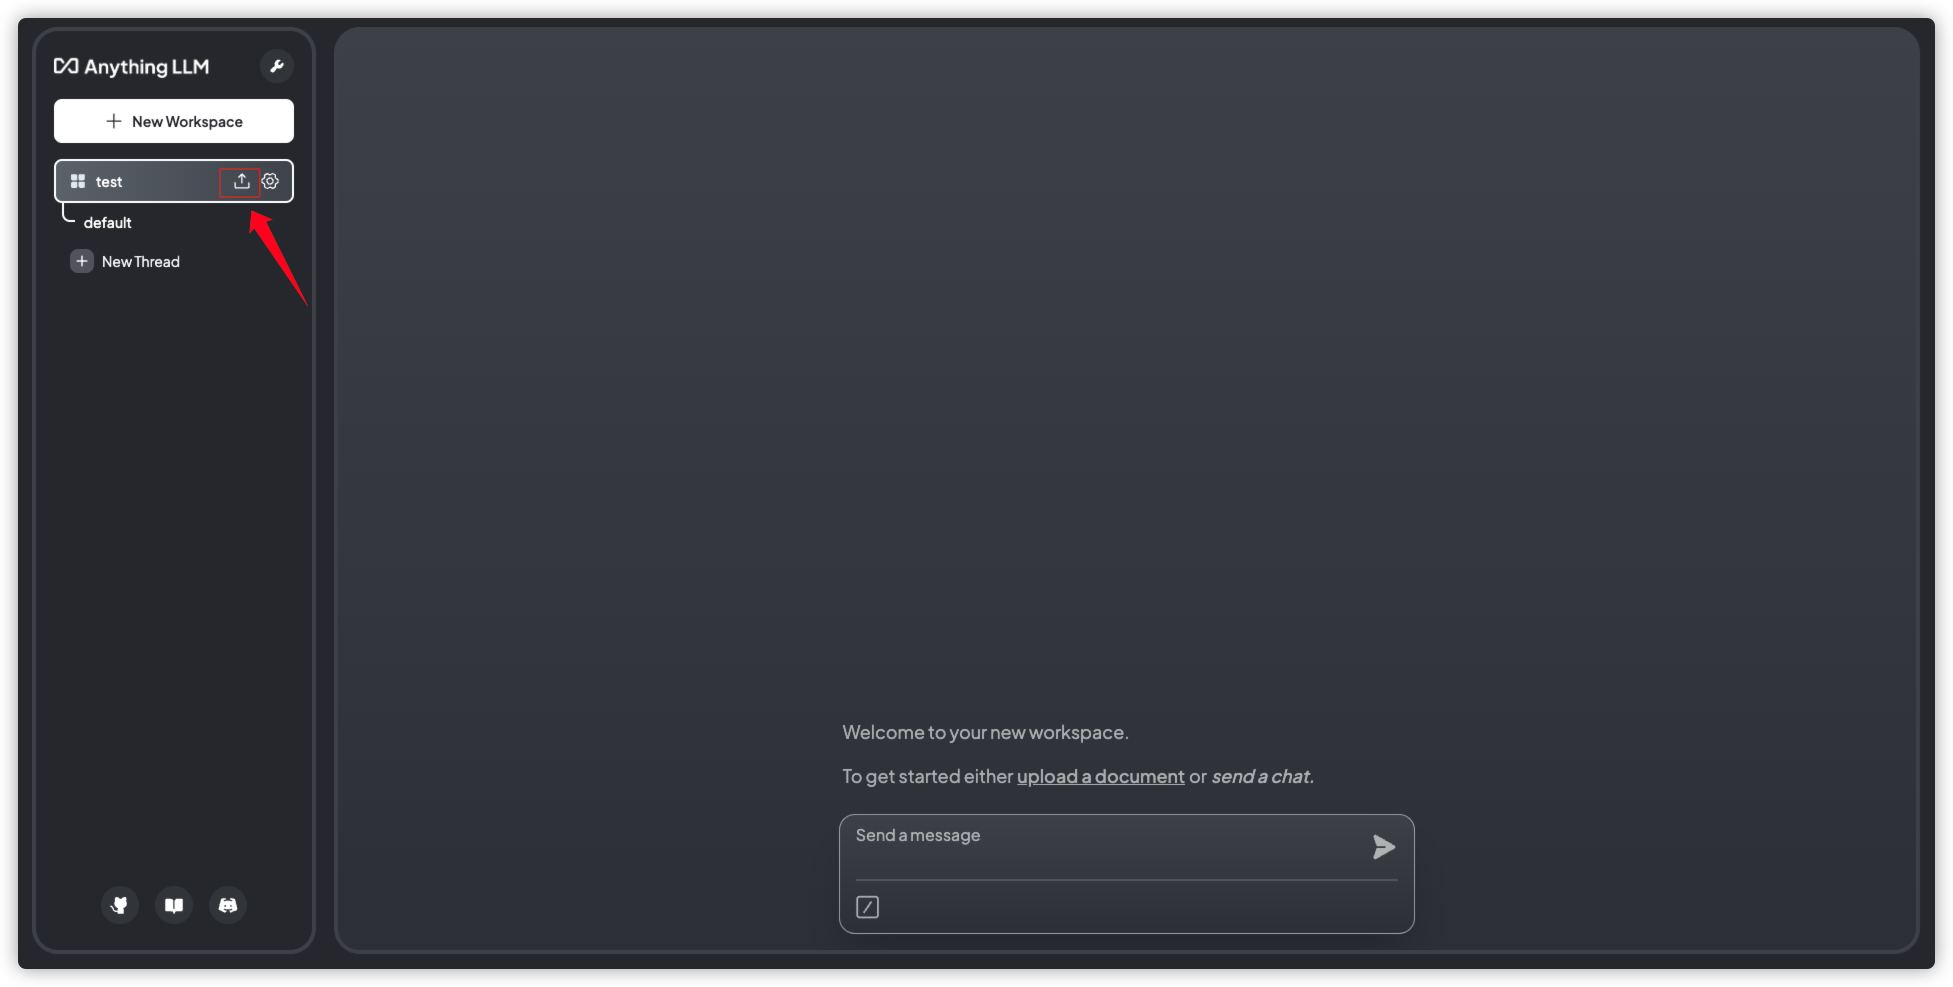 Anything LLM
New Workspace
test
default
New Thread
Welcome to your new workspace.
To get started either upload a document or send a chat.
Send a message